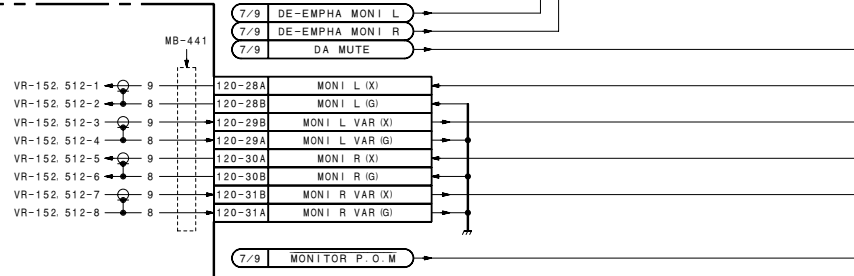 7/9 DE-EMPHA MONI L
7/9 DE-EMPHA MONI R
7/9 DA MUTE
MB-441
VR-152, 512-1 9 120-28A MONI L (X)
VR-152, 512-2 8 120-28B MONI L (G)
VR-152, 512-3 9 120-29B MONI L VAR (X)
VR-152, 512-4 8 120-29A MONI L VAR (G)
VR-152, 512-5 9 120-30A MONI R (X)
VR-152, 512-6 8 120-30B MONI R (G)
VR-152, 512-7 9 120-31B MONI R VAR (X)
VR-152, 512-8 8 120-31A MONI R VAR (G)
7/9 MONITOR P.O.M